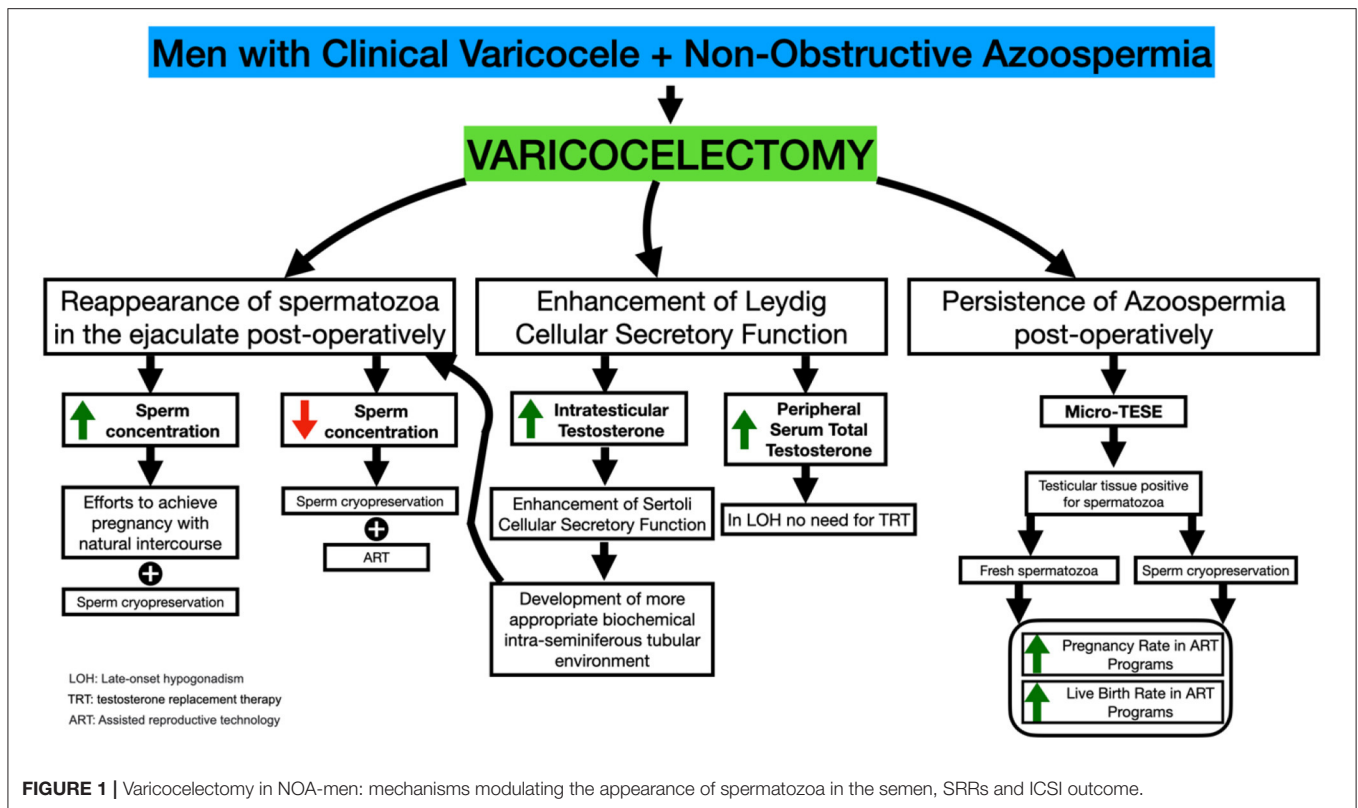 Men with Clinical Varicocele + Non-Obstructive Azoospermia
VARICOCELECTOMY
Reappearance of spermatozoa
in the ejaculate post-operatively
Sperm
concentration
Efforts to achieve
pregnancy with
natural intercourse
+
Sperm cryopreservation
Sperm
concentration
Sperm cryopreservation
+
ART
Enhancement of Leydig
Cellular Secretory Function
Intratesticular
Testosterone
Enhancement of Sertoli
Cellular Secretory Function
Development of more
appropriate biochemical
intra-seminiferous tubular
environment
Peripheral
Serum Total
Testosterone
In LOH no need for TRT
Persistence of Azoospermia
post-operatively
Micro-TESE
Testicular tissue positive
for spermatozoa
Fresh spermatozoa
Sperm cryopreservation
Pregnancy Rate in ART
Programs
Live Birth Rate in ART
Programs
LOH: Late-onset hypogonadism
TRT: testosterone replacement therapy
ART: Assisted reproductive technology
FIGURE 1 | Varicocelectomy in NOA-men: mechanisms modulating the appearance of spermatozoa in the semen, SRRs and ICSI outcome.